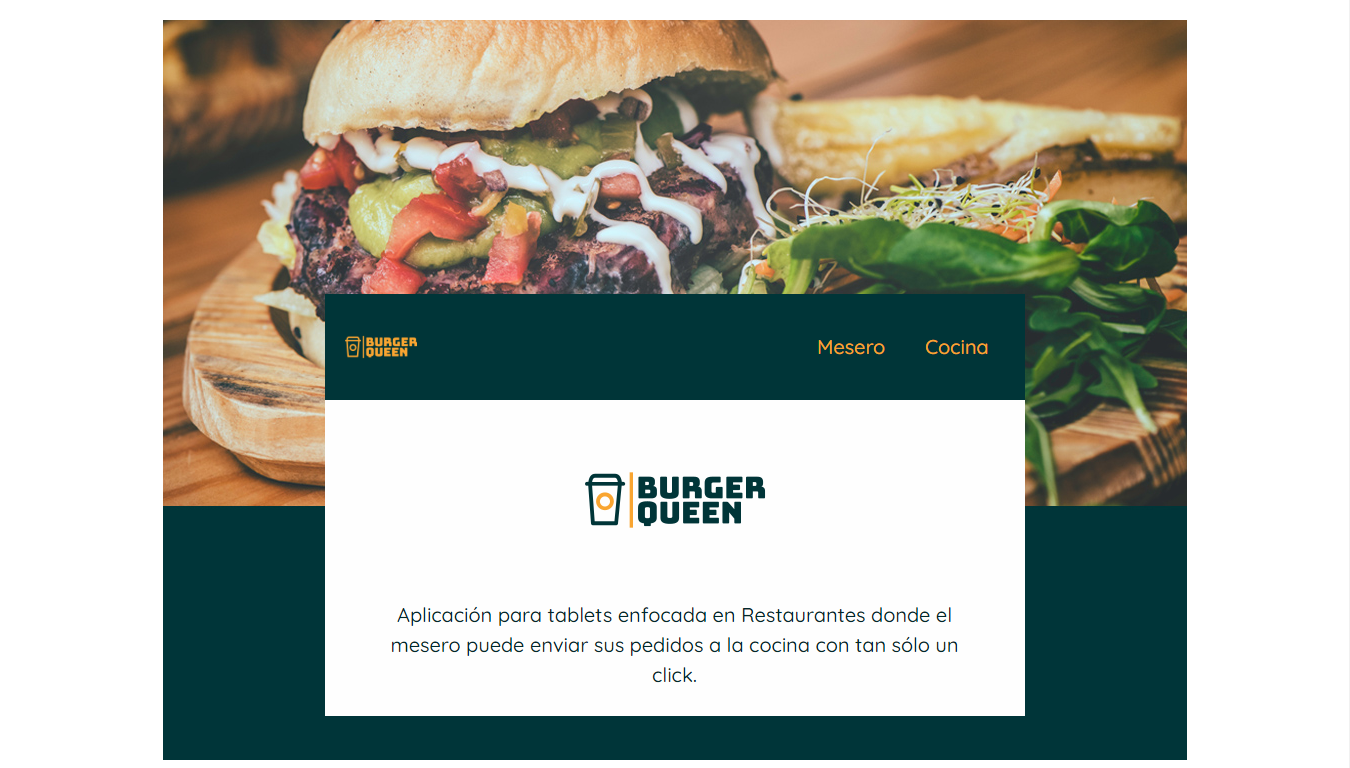 BURGER
QUEEN
Mesero Cocina
BURGER
QUEEN
Aplicación para tablets enfocada en Restaurantes donde el
mesero puede enviar sus pedidos a la cocina con tan sólo un
click.